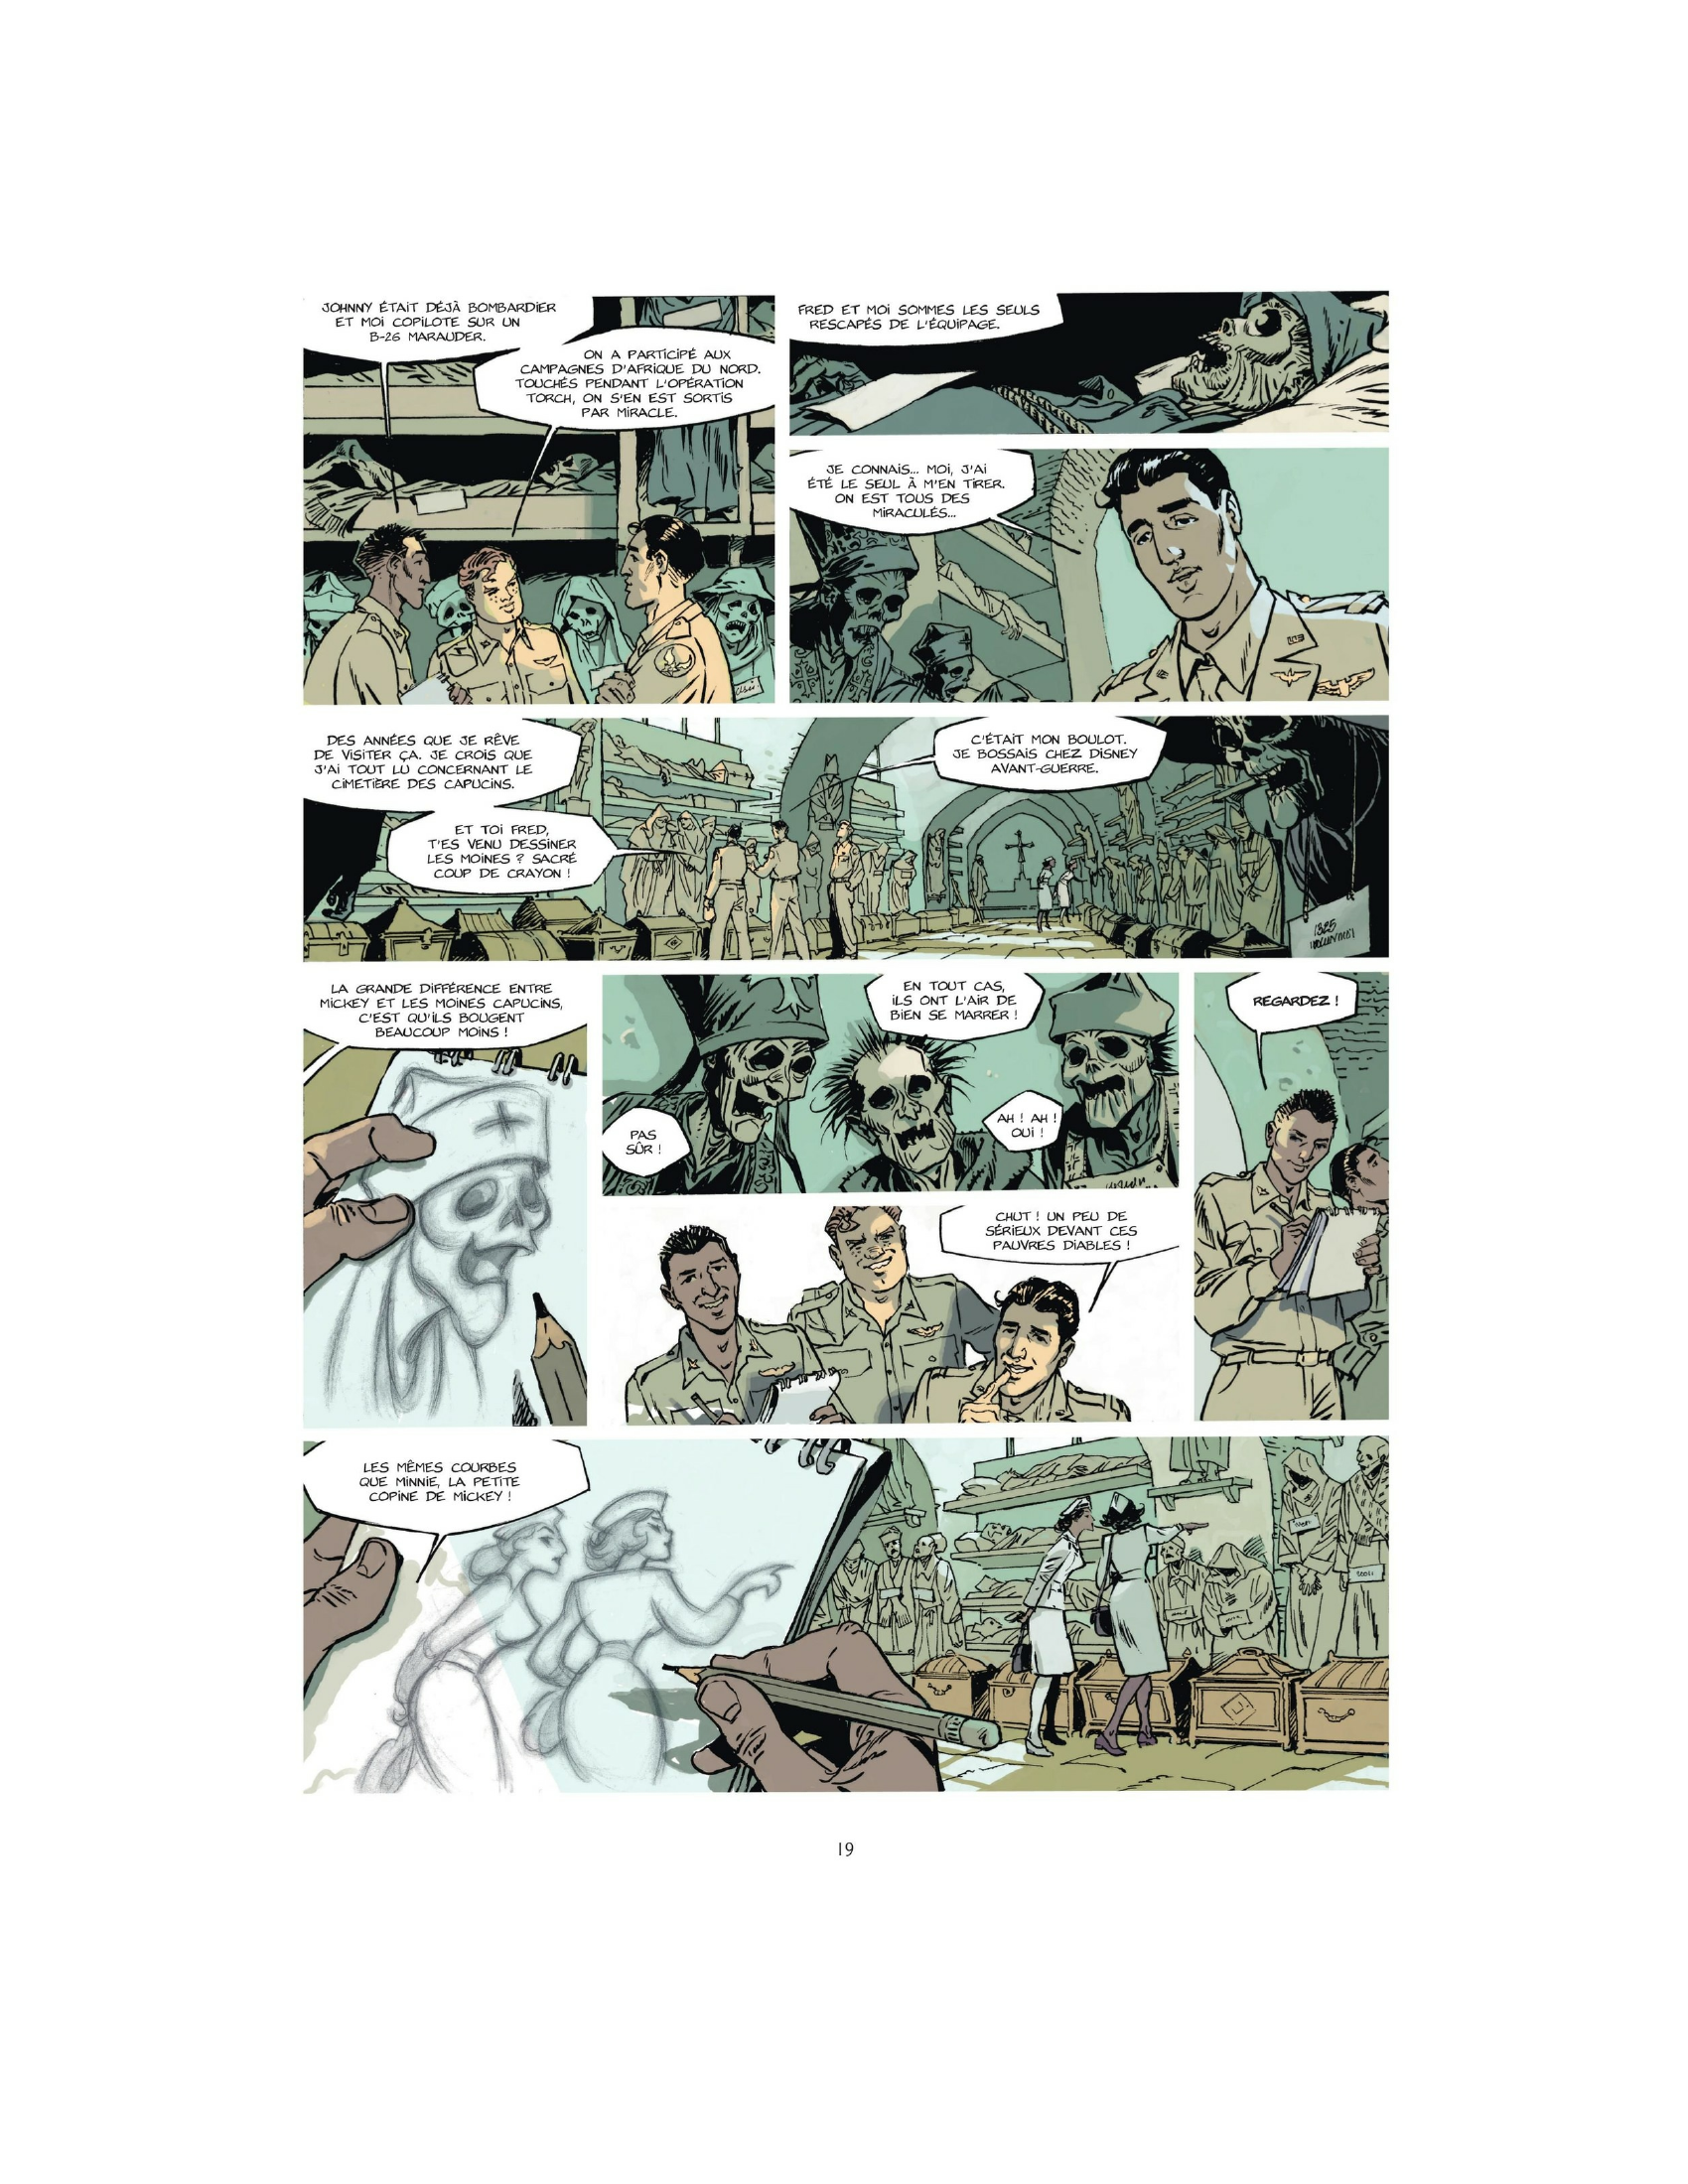 JOHNNY ÉTAIT DÉJÀ BOMBARDIER
ET MOI COPILOTE SUR UN
B-26 MARAUDER.
ON A PARTICIPÉ AUX
CAMPAGNES D'AFRIQUE DU NORD.
TOUCHÉS PENDANT L'OPÉRATION
TORCH, ON S'EN EST SORTIS
PAR MIRACLE.
FRED ET MOI SOMMES LES SEULS
RESCAPÉS DE L'ÉQUIPAGE.
JE CONNAIS... MOI, J'AI
ÉTÉ LE SEUL À M'EN TIRER.
ON EST TOUS DES
MIRACULÉS...
DES ANNÉES QUE JE RÊVE
DE VISITER ÇA. JE CROIS QUE
J'AI TOUT LU CONCERNANT LE
CIMETIÈRE DES CAPUCINS.
ET TOI FRED,
T'ES VENU DESSINER
LES MOINES ? SACRÉ
COUP DE CRAYON !
C'ÉTAIT MON BOULOT.
JE BOSSAIS CHEZ DISNEY
AVANT-GUERRE.
LA GRANDE DIFFÉRENCE ENTRE
MICKEY ET LES MOINES CAPUCINS,
C'EST QU'ILS BOUGENT
BEAUCOUP MOINS !
EN TOUT CAS,
ILS ONT L'AIR DE
BIEN SE MARRER !
PAS
SÛR !
AH ! AH !
OUI !
CHUT ! UN PEU DE
SÉRIEUX DEVANT CES
PAUVRES DIABLES !
REGARDEZ !
LES MÊMES COURBES
QUE MINNIE, LA PETITE
COPINE DE MICKEY !
19